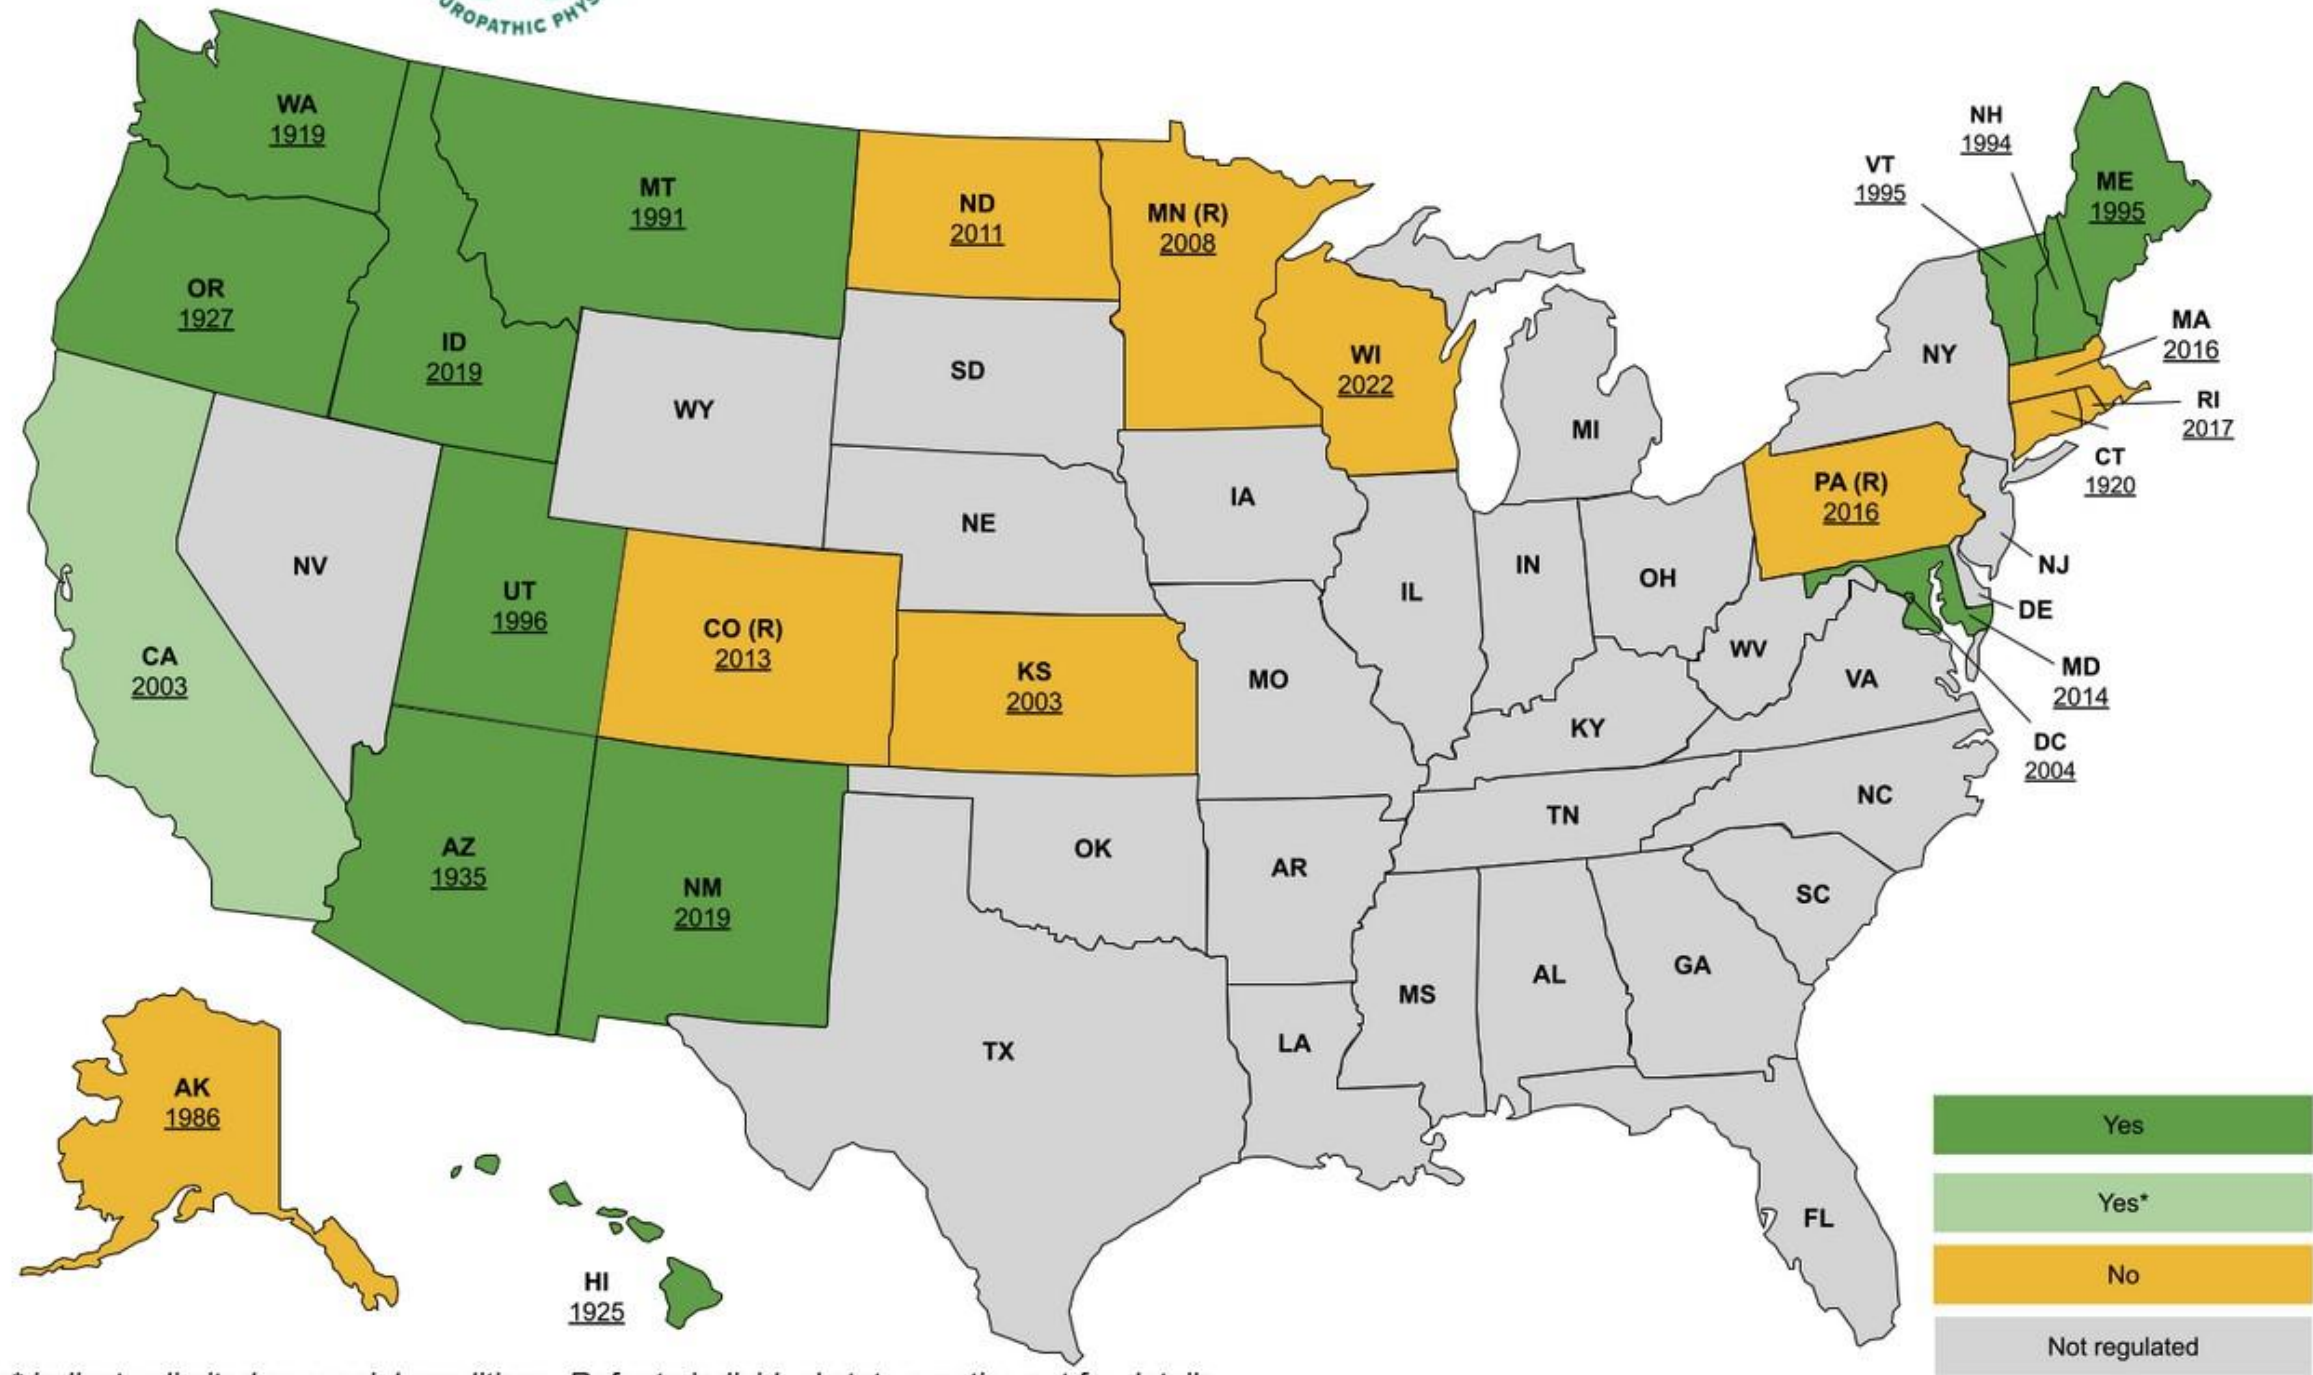 ROPATHIC PHYS
WA
1919
MT
1991
ND
2011
MN (R)
2008
NH
1994
VT
1995
ME
1995
OR
1927
ID
2019
WY
SD
WI
2022
MI
NY
MA
2016
RI
2017
CT
1920
NV
UT
1996
NE
IA
PA (R)
2016
NJ
DE
CO (R)
2013
KS
2003
IL
IN
OH
WV
VA
MD
2014
DC
2004
CA
2003
MO
KY
NC
TN
AZ
1935
NM
2019
OK
AR
SC
MS
AL
GA
TX
LA
AK
1986
HI
1925
FL
Yes
Yes*
No
Not regulated